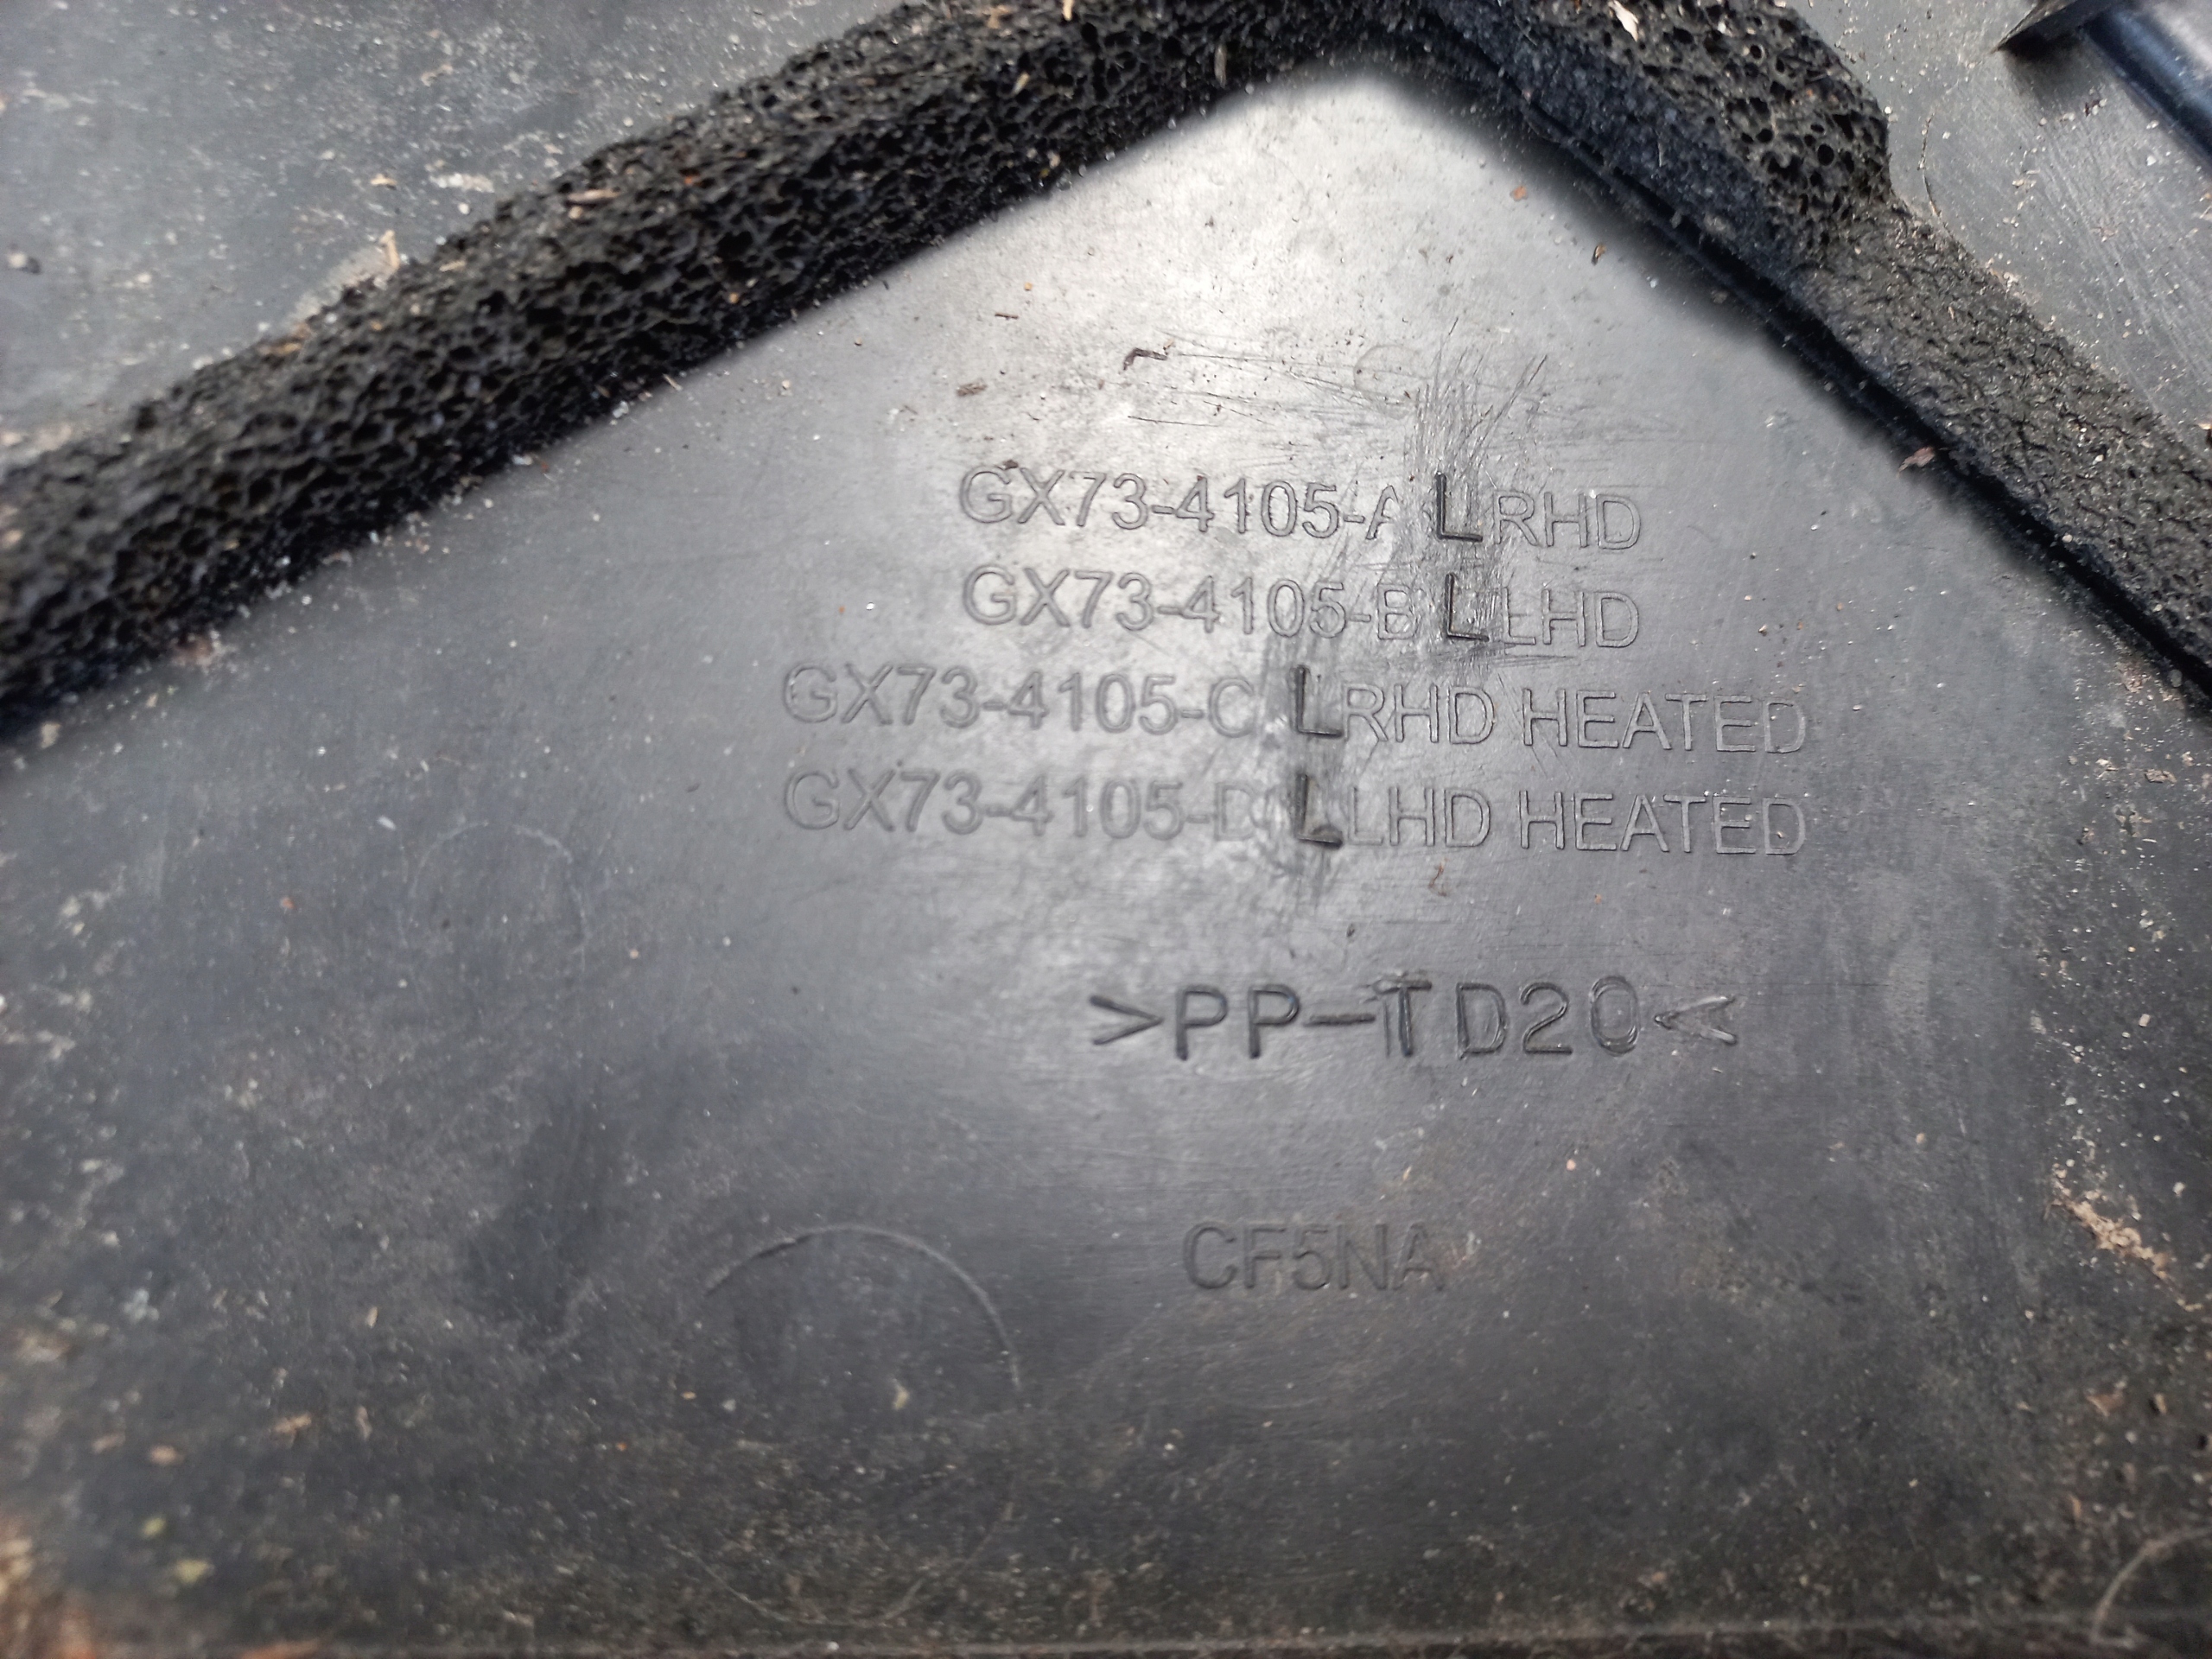 GX73-4105-A L RHD
GX73-4105-B L LHD
GX73-4105-C L RHD HEATED
GX73-4105-D L LHD HEATED
>PP-TD20<
CF5NA